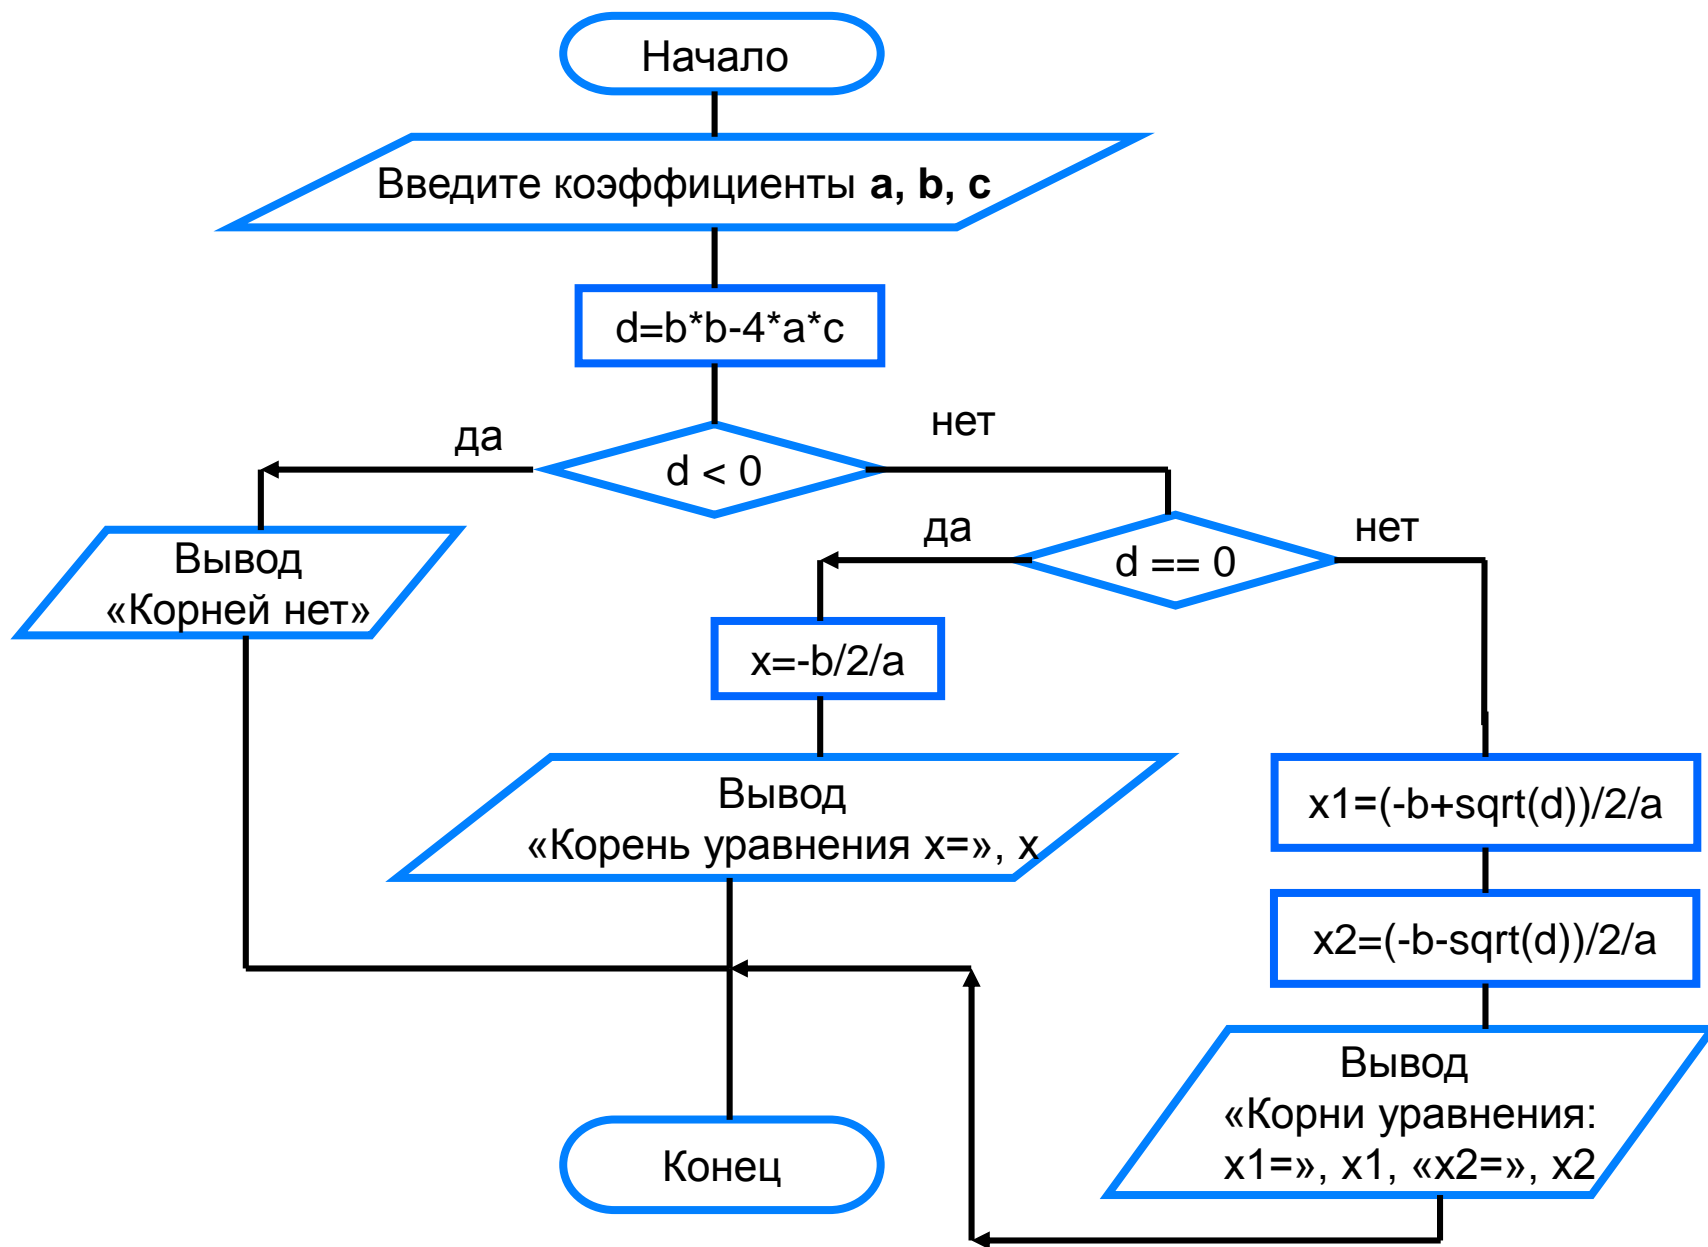 Начало
Введите коэффициенты a, b, c
d=b*b-4*a*c
да
нет
d < 0
да
нет
d == 0
Вывод
«Корней нет»
x=-b/2/a
Вывод
«Корень уравнения x=», x
x1=(-b+sqrt(d))/2/a
x2=(-b-sqrt(d))/2/a
Вывод
«Корни уравнения:
x1=», x1, «x2=», x2
Конец